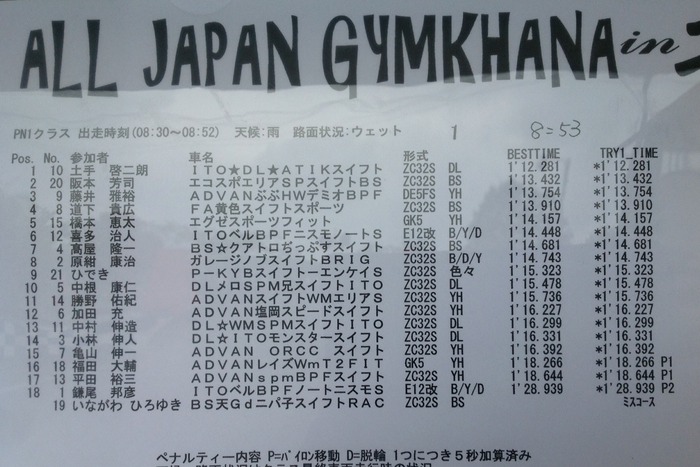 ALL JAPAN GYMKHANA in
PN1クラス 出走時刻(08:30～08:52) 天候:雨 路面状況:ウェット 1 8=53
Pos. No. 参加者 車名 形式 BESTTIME TRY1_TIME
1 10 土手 啓二朗 ITO★DL★ATIKスイフト ZC32S DL 1'12.281 *1'12.281
2 20 阪本 芳司 エコスポエリアSPスイフトBS ZC32S BS 1'13.432 *1'13.432
3 9 藤井 雅裕 ADVANぶぶHWデミオBPF DE5FS YH 1'13.754 *1'13.754
4 8 道下 貴広 FA黄色スイフトスポーツ ZC32S BS 1'13.910 *1'13.910
5 15 橋本 恵太 エクゼスポーツフィット GK5 YH 1'14.157 *1'14.157
6 12 喜多 治人 ITOベルBPFニスモノートS E12改 B/Y/D 1'14.448 *1'14.448
7 4 髙屋 隆一 BS☆クアトロぢっぷすスイフト ZC32S BS 1'14.681 *1'14.681
8 2 原紺 康治 ガレージノブスイフトBRIG ZC32S B/D/Y 1'14.743 *1'14.743
9 21 ひでき P-KYBスイフトーエンケイS ZC32S 色々 1'15.323 *1'15.323
10 5 中根 康仁 DLメロSPM兄スイフトITO ZC32S DL 1'15.478 *1'15.478
11 14 勝野 佑紀 ADVANスイフトWMエリアS ZC32S YH 1'15.736 *1'15.736
12 6 加田 充 ADVAN塩岡スピードスイフト ZC32S YH 1'16.227 *1'16.227
13 11 中村 伸造 DL☆WMSPMスイフトITO ZC32S DL 1'16.299 *1'16.299
14 3 小林 伸人 DL☆ITOモンスタースイフト ZC32S DL 1'16.331 *1'16.331
15 7 亀山 伸一 ADVAN ORCC スイフト ZC32S YH 1'16.392 *1'16.392
16 18 福田 大輔 ADVANクレイズWmT2FIT GK5 YH 1'18.266 *1'18.266 P1
17 13 平田 裕三 ADVANspmBPFスイフト ZC32S YH 1'18.644 *1'18.644 P1
18 1 鎌尾 邦彦 ITOベルBPFノートニスモS E12改 B/Y/D 1'28.939 *1'28.939 P2
19 いながわ ひろゆき BS天Gdニパ子スイフトRAC ZC32S BS ﾐｽコース
ペナルティー内容 P=ﾊﾟｲﾛﾝ移動 D=脱輪 1つにつき5秒加算済み